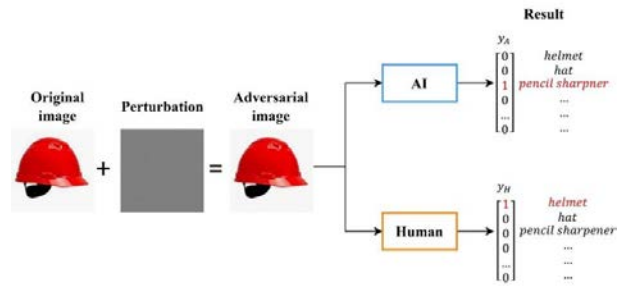 Result
y_A
0 helmet
0 hat
1 pencil sharpner
0 ...
... ...
0 ...
Original image
Perturbation
Adversarial image
+
=
AI
Human
y_H
1 helmet
0 hat
0 pencil sharpener
0 ...
... ...
0 ...